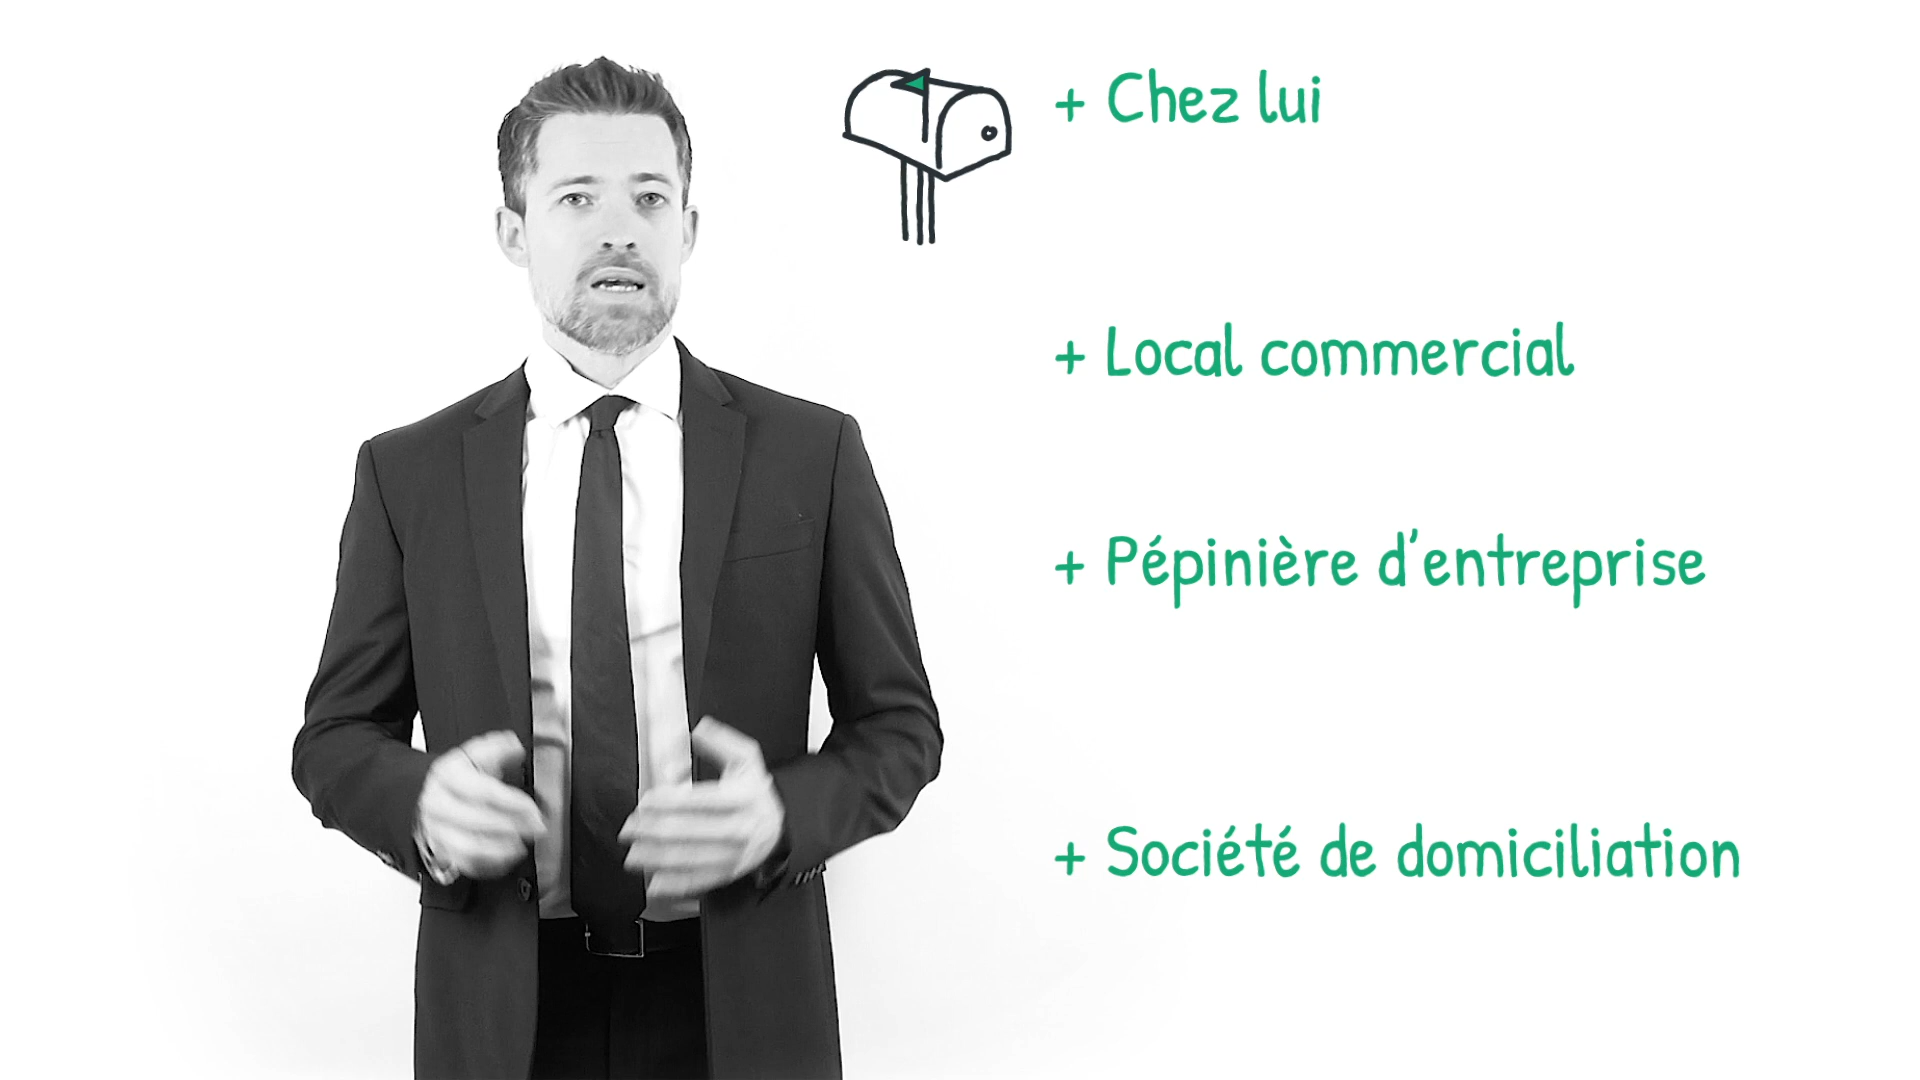 + Chez lui
+ Local commercial
+ Pépinière d'entreprise
+ Société de domiciliation